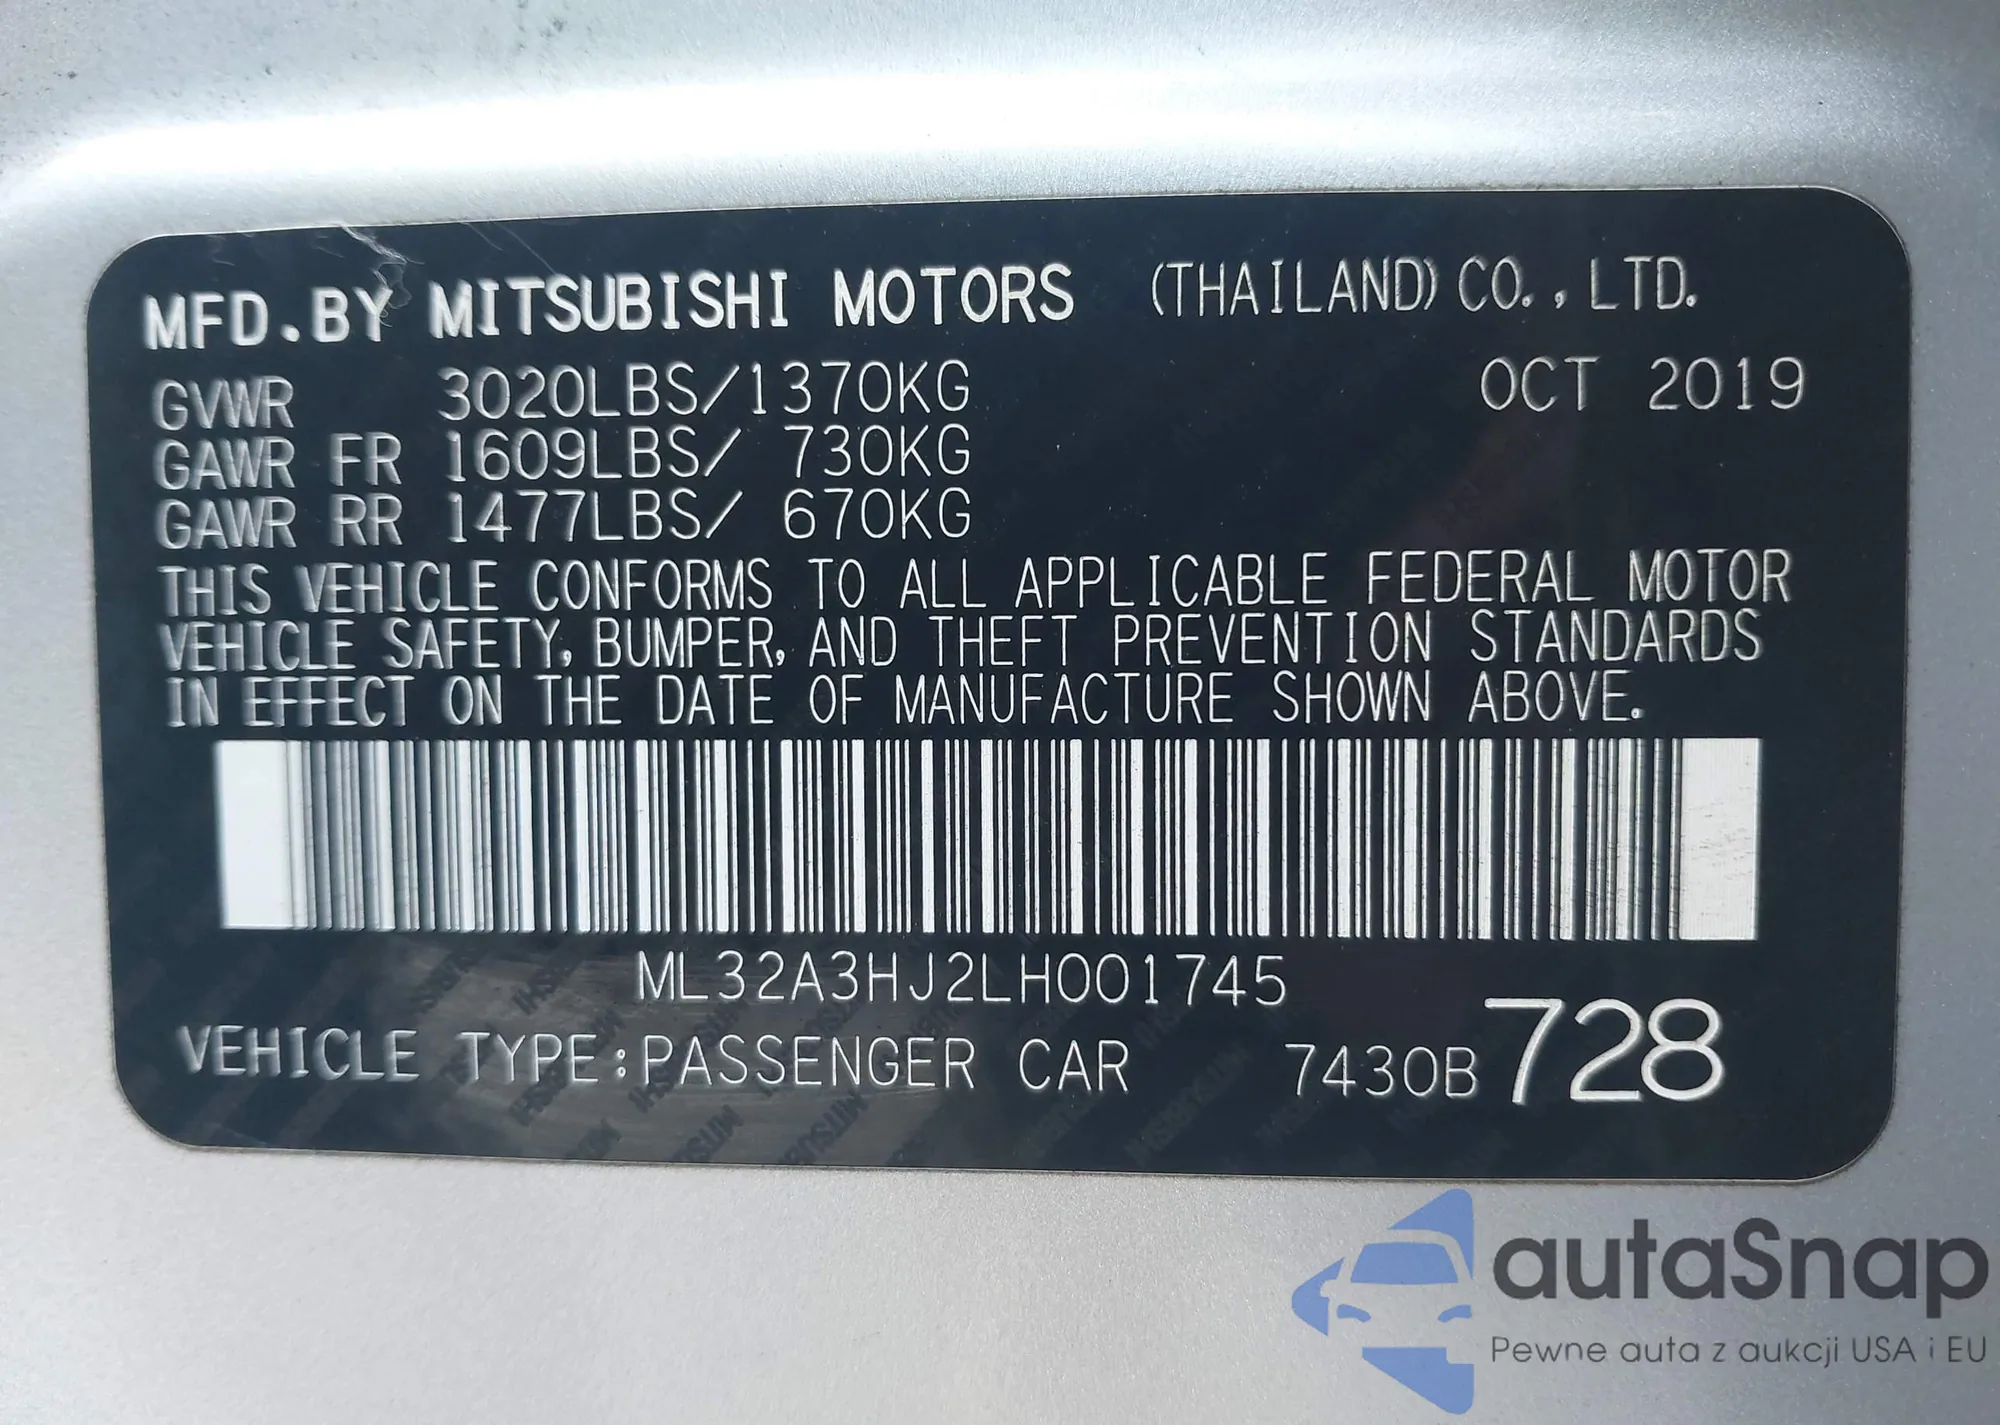 MFD.BY MITSUBISHI MOTORS (THAILAND) CO.,LTD.
GVWR 3020LBS/1370KG OCT 2019
GAWR FR 1609LBS/ 730KG
GAWR RR 1477LBS/ 670KG
THIS VEHICLE CONFORMS TO ALL APPLICABLE FEDERAL MOTOR
VEHICLE SAFETY, BUMPER, AND THEFT PREVENTION STANDARDS
IN EFFECT ON THE DATE OF MANUFACTURE SHOWN ABOVE.
ML32A3HJ2LH001745
VEHICLE TYPE:PASSENGER CAR 7430B 728
autaSnap
Pewne auta z aukcji USA i EU